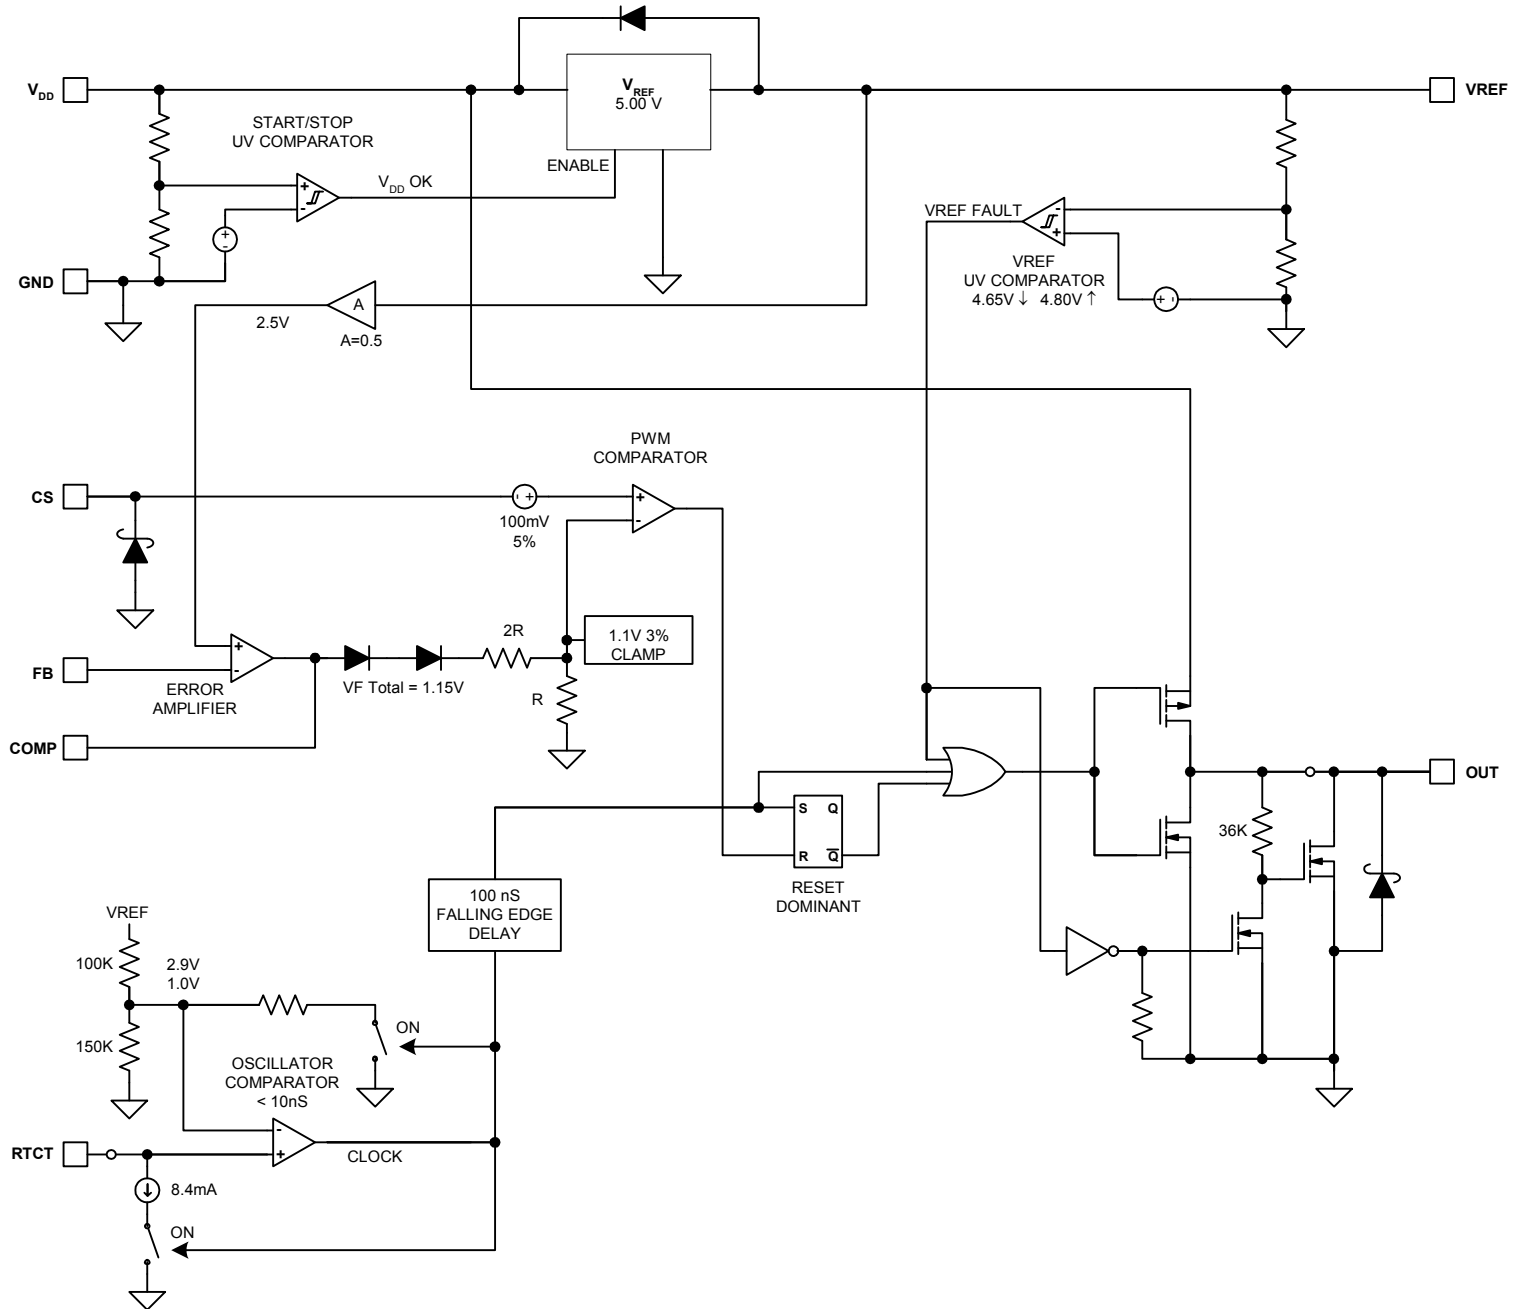 V_DD
VREF
V_REF
5.00 V
START/STOP
UV COMPARATOR
ENABLE
+
-
V_DD OK
+
-
GND
VREF FAULT
-
+
VREF
UV COMPARATOR
4.65V ↓ 4.80V ↑
+ -
A
2.5V
A=0.5
PWM
COMPARATOR
CS
- +
100mV
5%
+
-
2R
1.1V 3%
CLAMP
+
-
FB
ERROR
AMPLIFIER
VF Total = 1.15V
R
COMP
OUT
S Q
R Q̅
RESET
DOMINANT
36K
100 nS
FALLING EDGE
DELAY
VREF
100K
2.9V
1.0V
150K
ON
OSCILLATOR
COMPARATOR
< 10nS
-
+
RTCT
CLOCK
8.4mA
ON